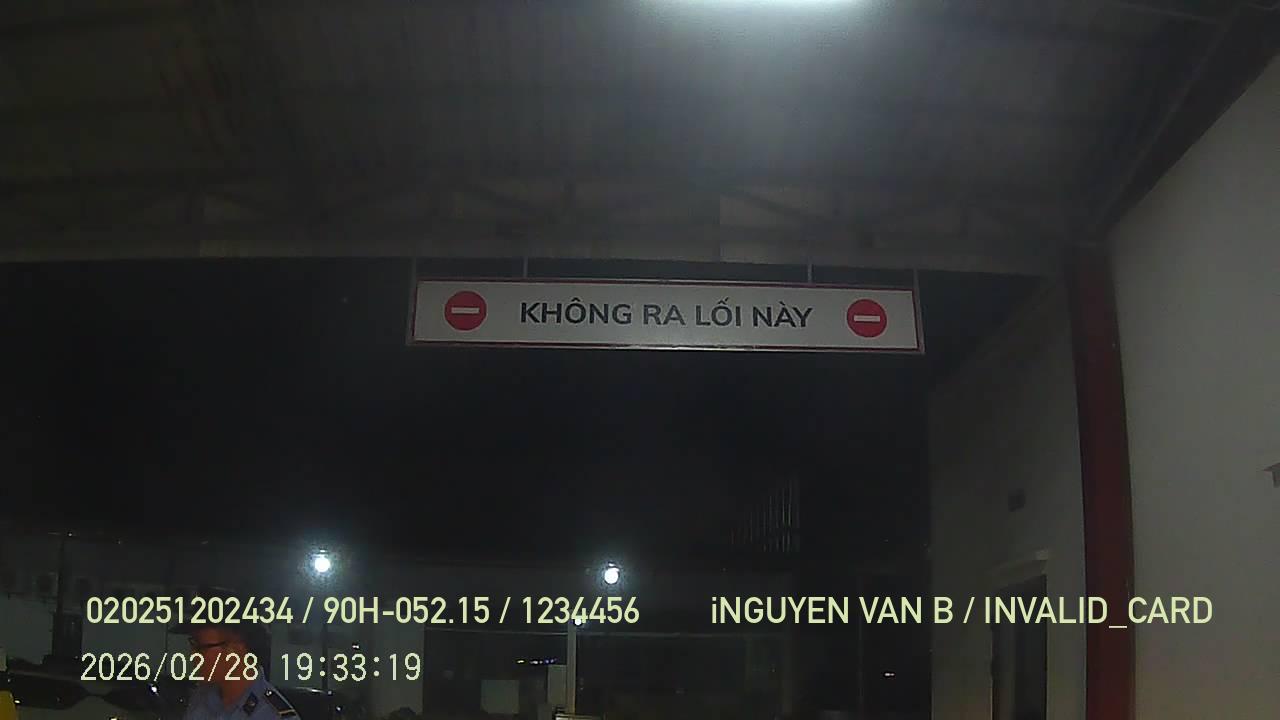 KHÔNG RA LỐI NÀY
020251202434 / 90H-052.15 / 1234456 iNGUYEN VAN B / INVALID_CARD
2026/02/28 19:33:19